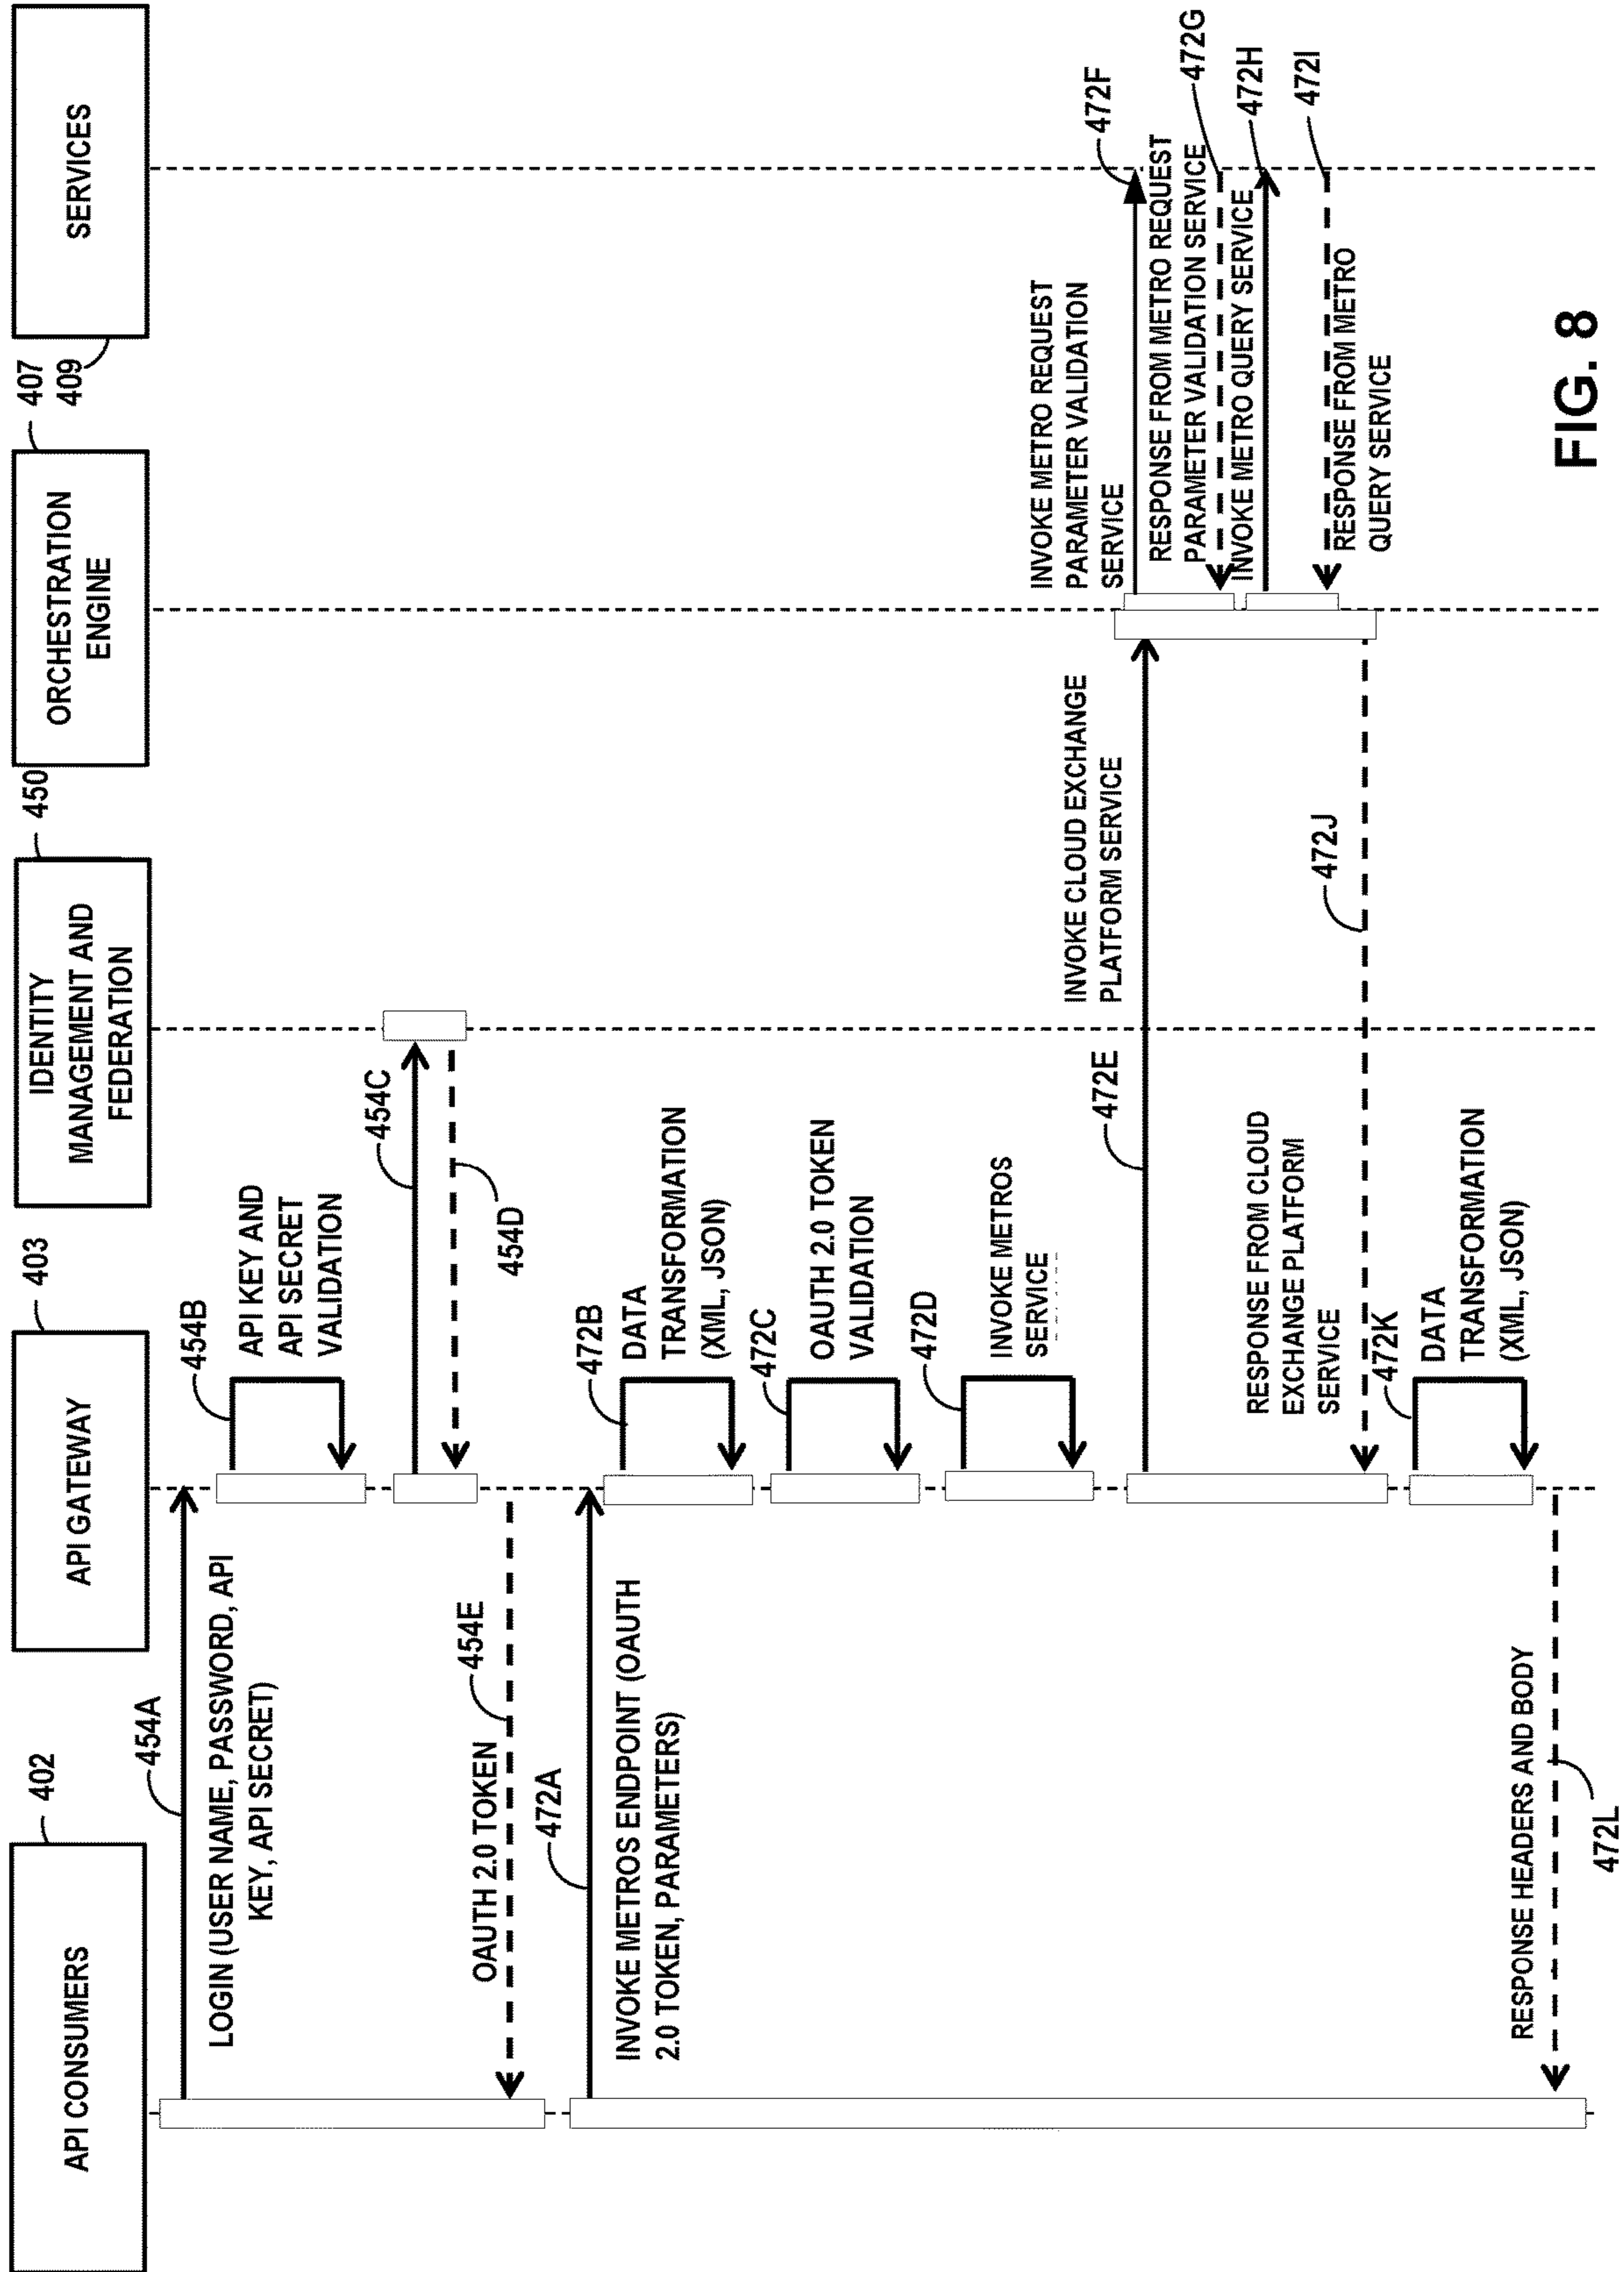 402
API CONSUMERS
403
API GATEWAY
450
IDENTITY
MANAGEMENT AND
FEDERATION
407
ORCHESTRATION
ENGINE
409
SERVICES
454A
LOGIN (USER NAME, PASSWORD, API
KEY, API SECRET)
454B
API KEY AND
API SECRET
VALIDATION
454C
454D
454E
OAUTH 2.0 TOKEN
472A
INVOKE METROS ENDPOINT (OAUTH
2.0 TOKEN, PARAMETERS)
472B
DATA
TRANSFORMATION
(XML, JSON)
472C
OAUTH 2.0 TOKEN
VALIDATION
472D
INVOKE METROS
SERVICE
472E
INVOKE CLOUD EXCHANGE
PLATFORM SERVICE
472F
INVOKE METRO REQUEST
PARAMETER VALIDATION
SERVICE
472G
RESPONSE FROM METRO REQUEST
PARAMETER VALIDATION SERVICE
472H
INVOKE METRO QUERY SERVICE
472I
RESPONSE FROM METRO
QUERY SERVICE
472J
RESPONSE FROM CLOUD
EXCHANGE PLATFORM
SERVICE
472K
DATA
TRANSFORMATION
(XML, JSON)
RESPONSE HEADERS AND BODY
472L
FIG. 8